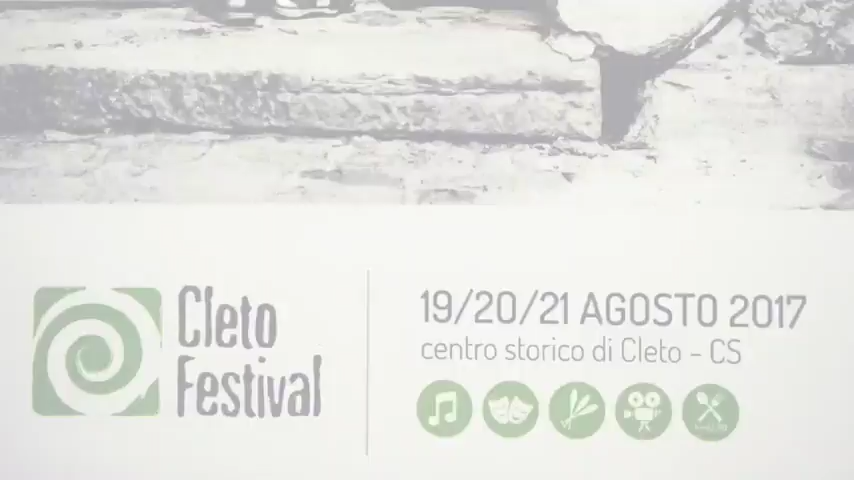 Cleto
Festival
19/20/21 AGOSTO 2017
centro storico di Cleto - CS